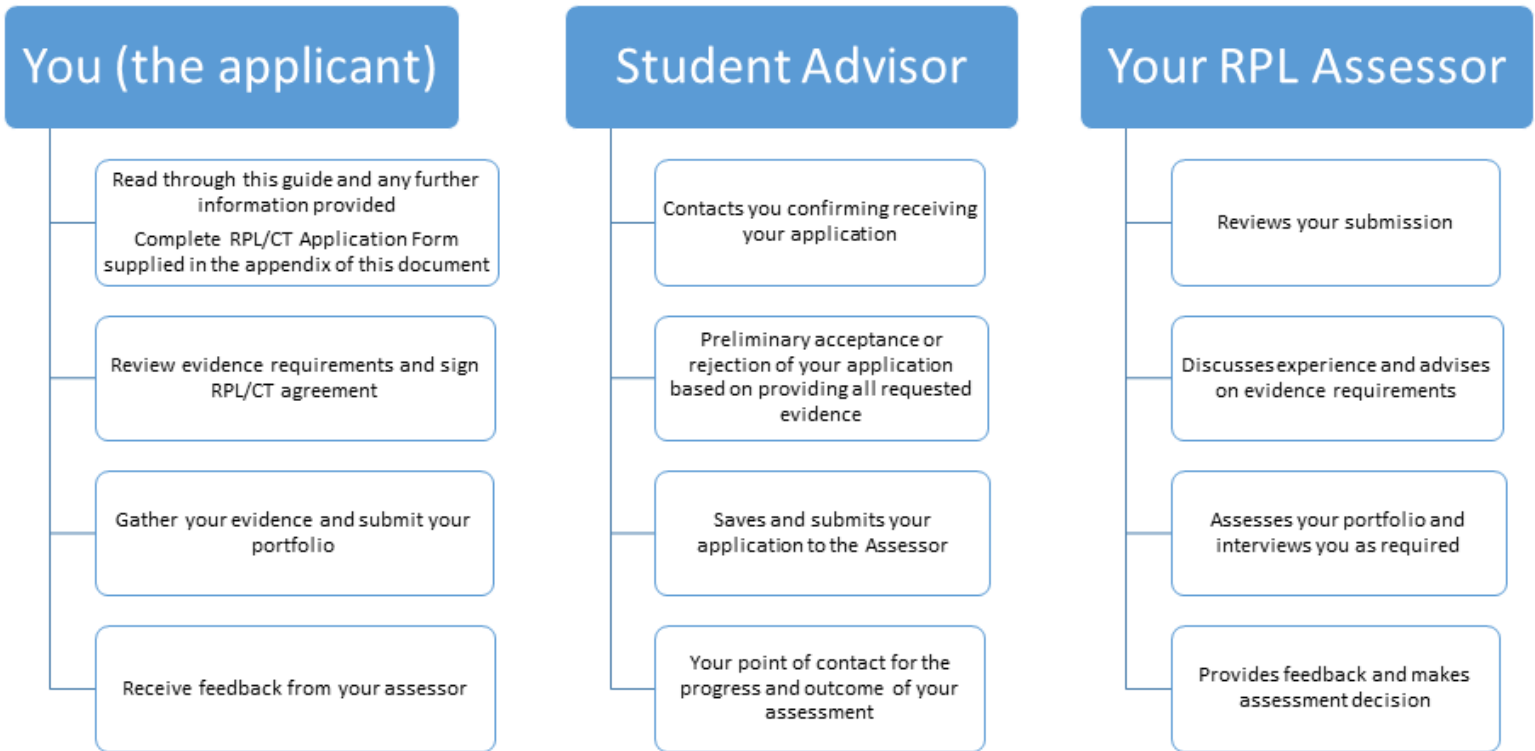 You (the applicant)
Read through this guide and any further
information provided
Complete RPL/CT Application Form
supplied in the appendix of this document
Review evidence requirements and sign
RPL/CT agreement
Gather your evidence and submit your
portfolio
Receive feedback from your assessor
Student Advisor
Contacts you confirming receiving
your application
Preliminary acceptance or
rejection of your application
based on providing all requested
evidence
Saves and submits your
application to the Assessor
Your point of contact for the
progress and outcome of your
assessment
Your RPL Assessor
Reviews your submission
Discusses experience and advises
on evidence requirements
Assesses your portfolio and
interviews you as required
Provides feedback and makes
assessment decision